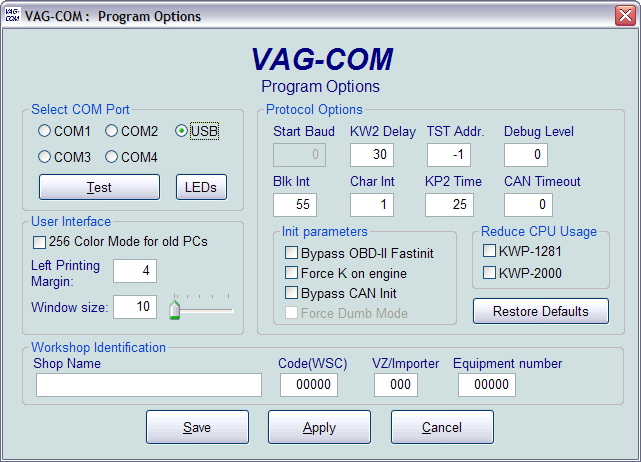 VAG-COM: Program Options
VAG-COM
Program Options
Select COM Port
COM1 COM2 USB
COM3 COM4
Test LEDs
User Interface
256 Color Mode for old PCs
Left Printing
Margin: 4
Window size: 10
Protocol Options
Start Baud KW2 Delay TST Addr. Debug Level
0 30 -1 0
Blk Int Char Int KP2 Time CAN Timeout
55 1 25 0
Init parameters
Bypass OBD-II Fastinit
Force K on engine
Bypass CAN Init
Force Dumb Mode
Reduce CPU Usage
KWP-1281
KWP-2000
Restore Defaults
Workshop Identification
Shop Name Code(WSC) VZ/Importer Equipment number
00000 000 00000
Save Apply Cancel